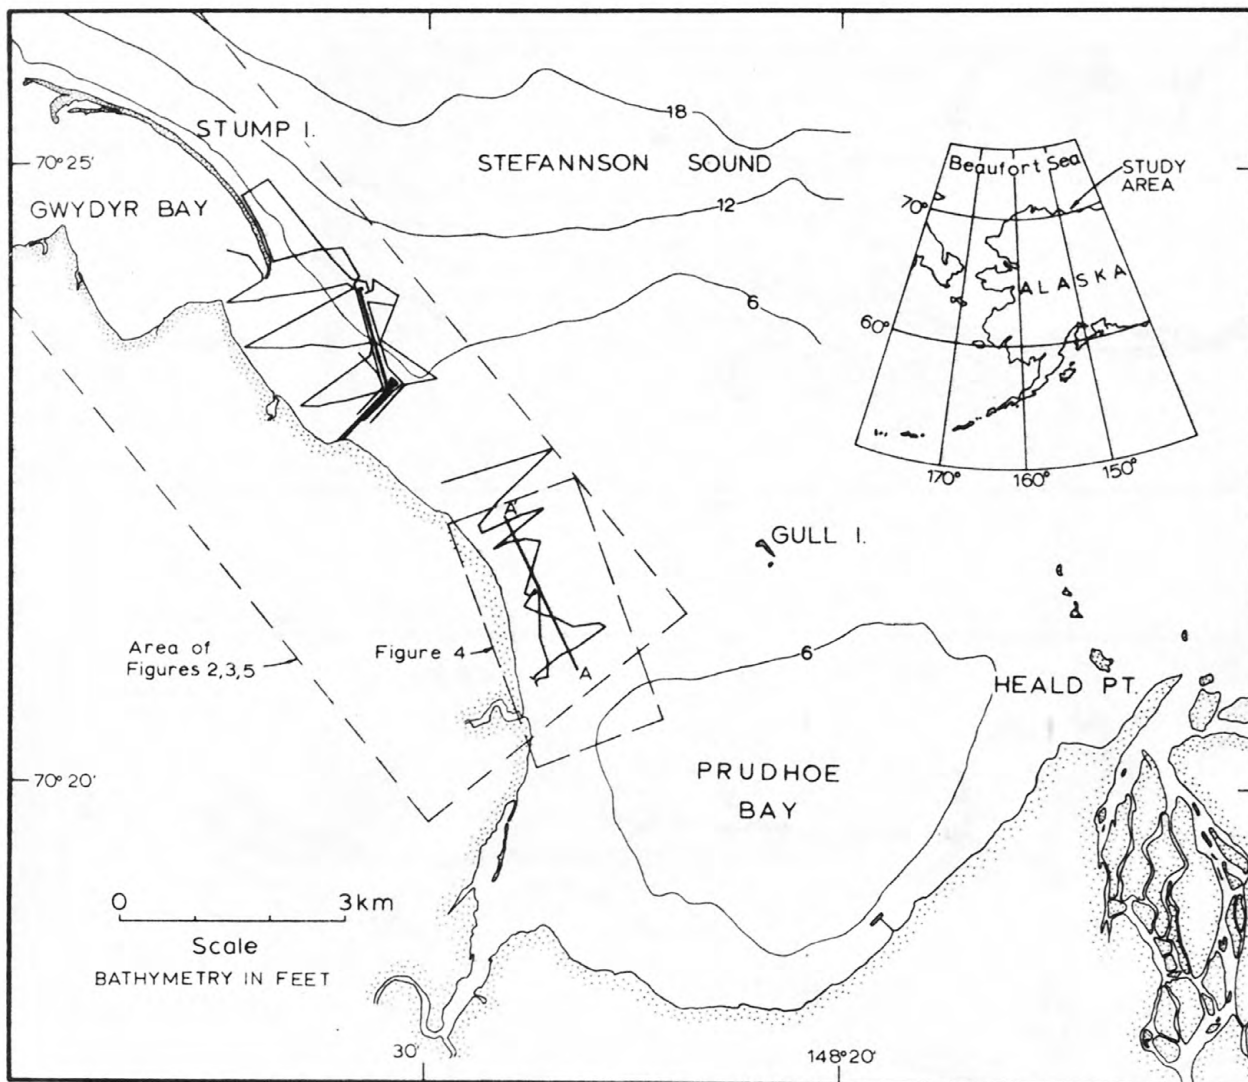 18
STUMP I.
70° 25'
STEFANNSON SOUND
Beaufort Sea
STUDY
AREA
GWYDYR BAY
12
70°
ALASKA
6
60°
170°
160°
150°
A'
GULL I.
Area of
Figures 2,3,5
Figure 4
A
6
HEALD PT.
70° 20'
PRUDHOE
BAY
0 3km
Scale
BATHYMETRY IN FEET
30'
148° 20'